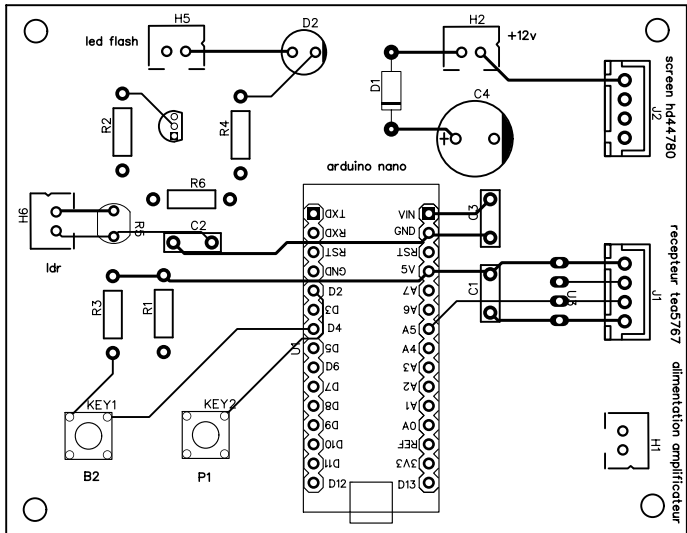 H5
D2
H2
+12v
led flash
screen hd44780
D1
C4
J2
R2
R4
+
arduino nano
R6
H6
R5
C2
ldr
TXD
RXD
RST
GND
D2
D3
D4
D5
D6
D7
D8
D9
D10
D11
D12
U1
VIN
GND
RST
5V
A7
A6
A5
A4
A3
A2
A1
A0
REF
3V3
D13
C3
C1
U3
J1
recepteur tea5767
R3
R1
KEY1
KEY2
B2
P1
H1
alimentation amplificateur